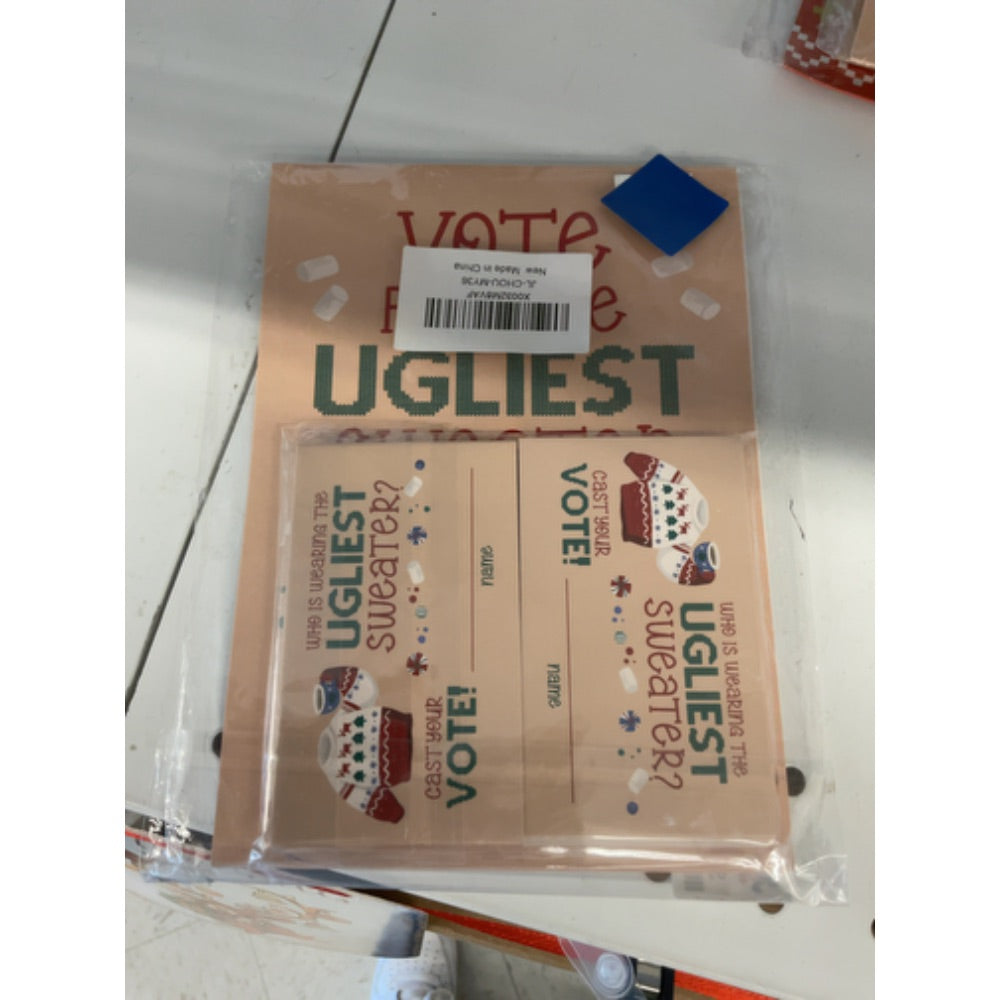 VOTE
UGLIEST
New Made in China
JL-CHOU-MY36
X0032M8VAF
WHO IS WEARING THE
UGLIEST
SWEATER?
CAST YOUR
VOTE!
name
CAST YOUR
VOTE!
name
WHO IS WEARING THE
UGLIEST
SWEATER?